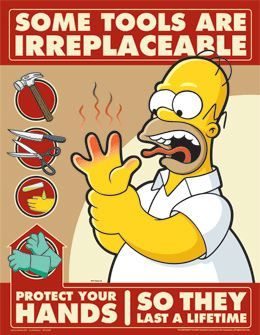 SOME TOOLS ARE
IRREPLACEABLE
PROTECT YOUR
HANDS
SO THEY
LAST A LIFETIME